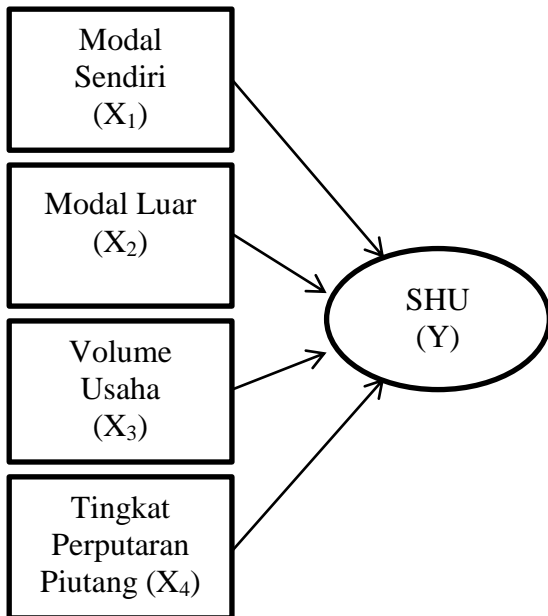 Modal
Sendiri
(X₁)
Modal Luar
(X₂)
Volume
Usaha
(X₃)
Tingkat
Perputaran
Piutang (X₄)
SHU
(Y)